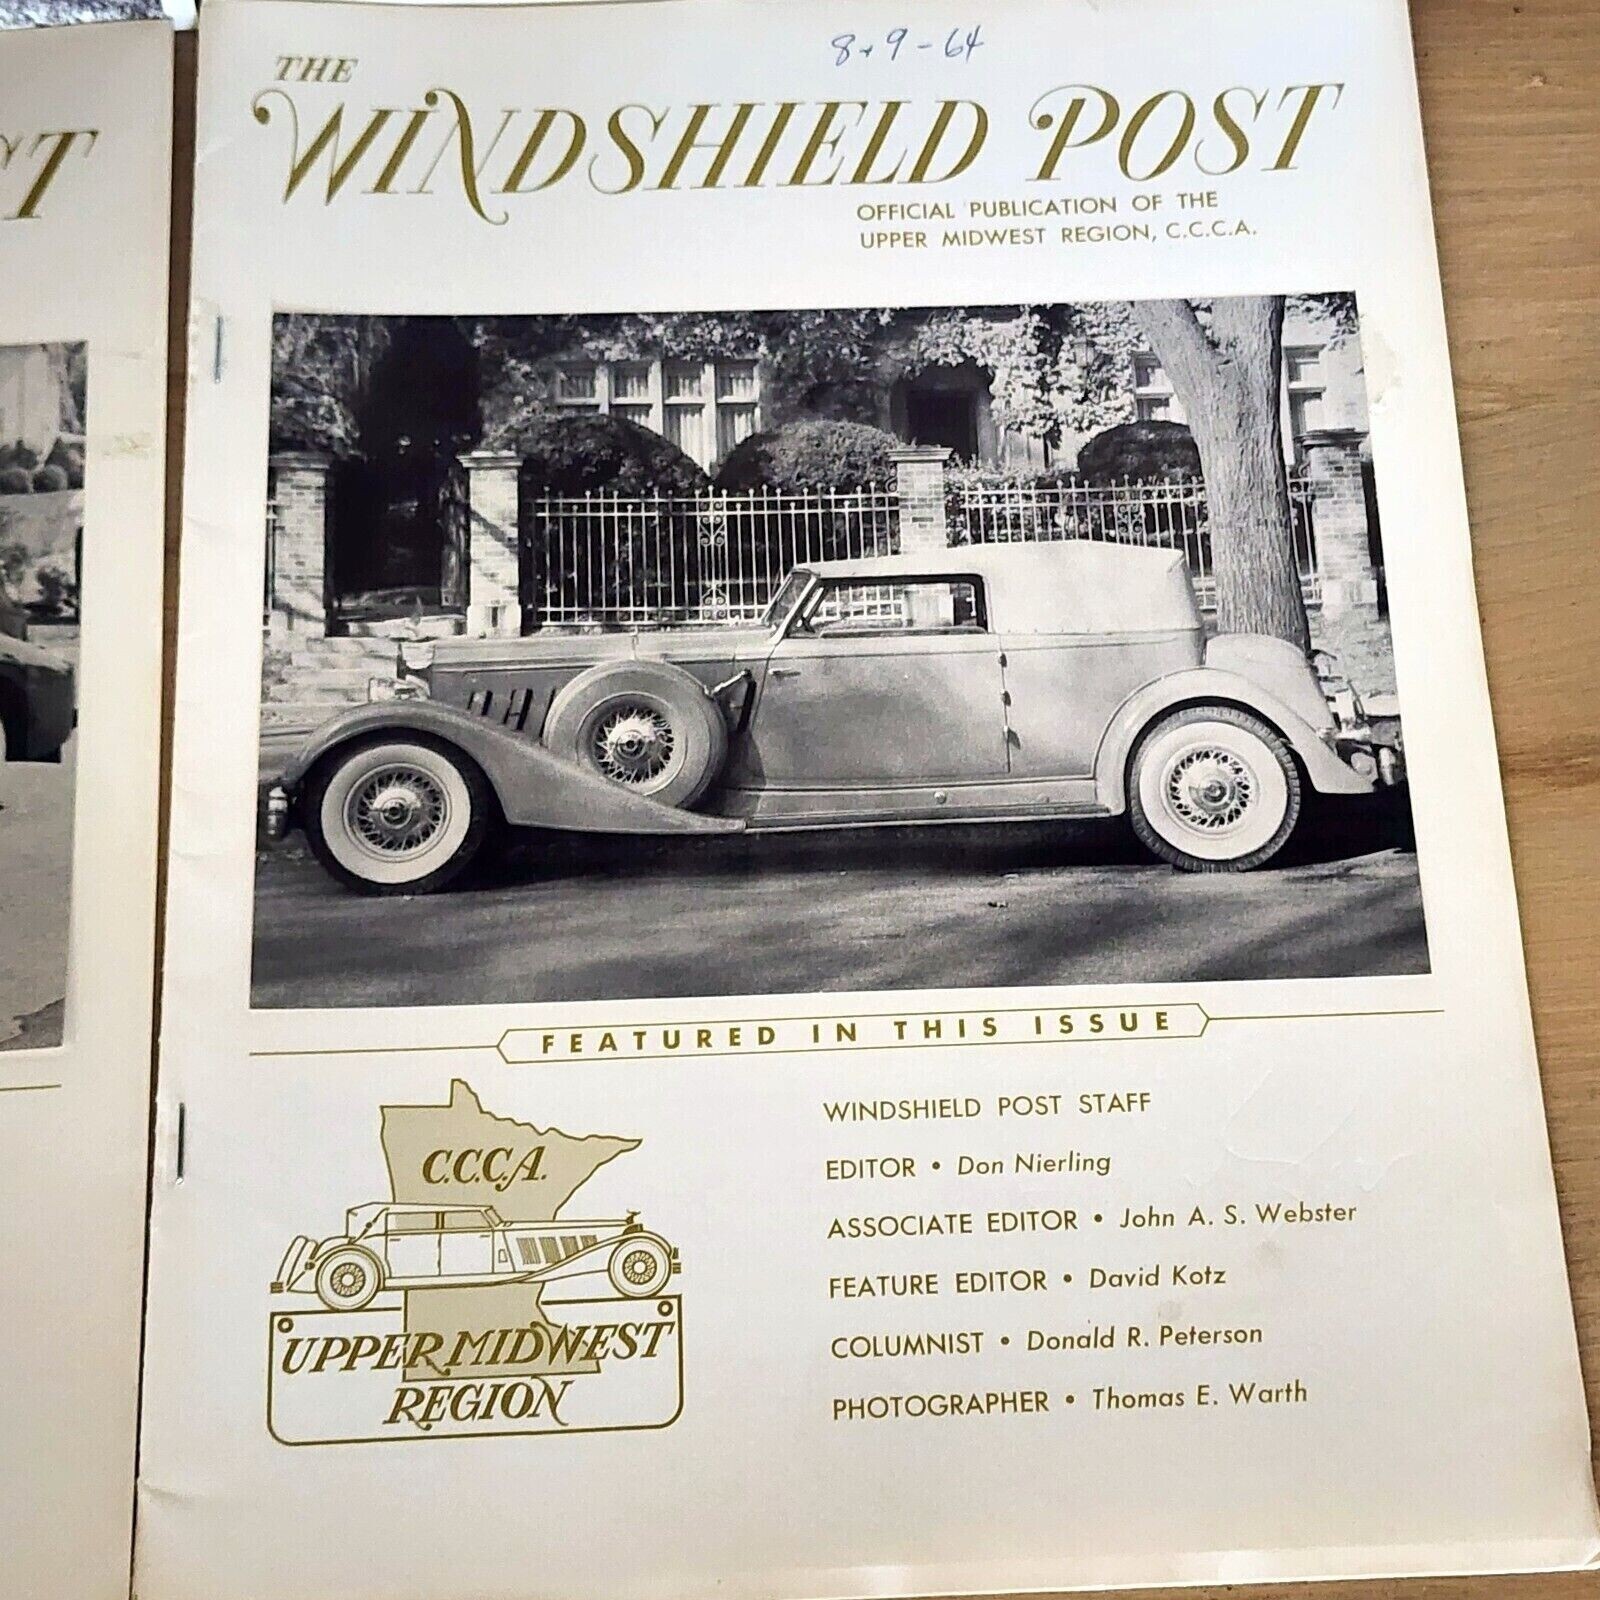 ST
8+9-64
THE
WINDSHIELD POST
OFFICIAL PUBLICATION OF THE
UPPER MIDWEST REGION, C.C.C.A.
FEATURED IN THIS ISSUE
C.C.C.A.
UPPER MIDWEST
REGION
WINDSHIELD POST STAFF
EDITOR • Don Nierling
ASSOCIATE EDITOR • John A. S. Webster
FEATURE EDITOR • David Kotz
COLUMNIST • Donald R. Peterson
PHOTOGRAPHER • Thomas E. Warth